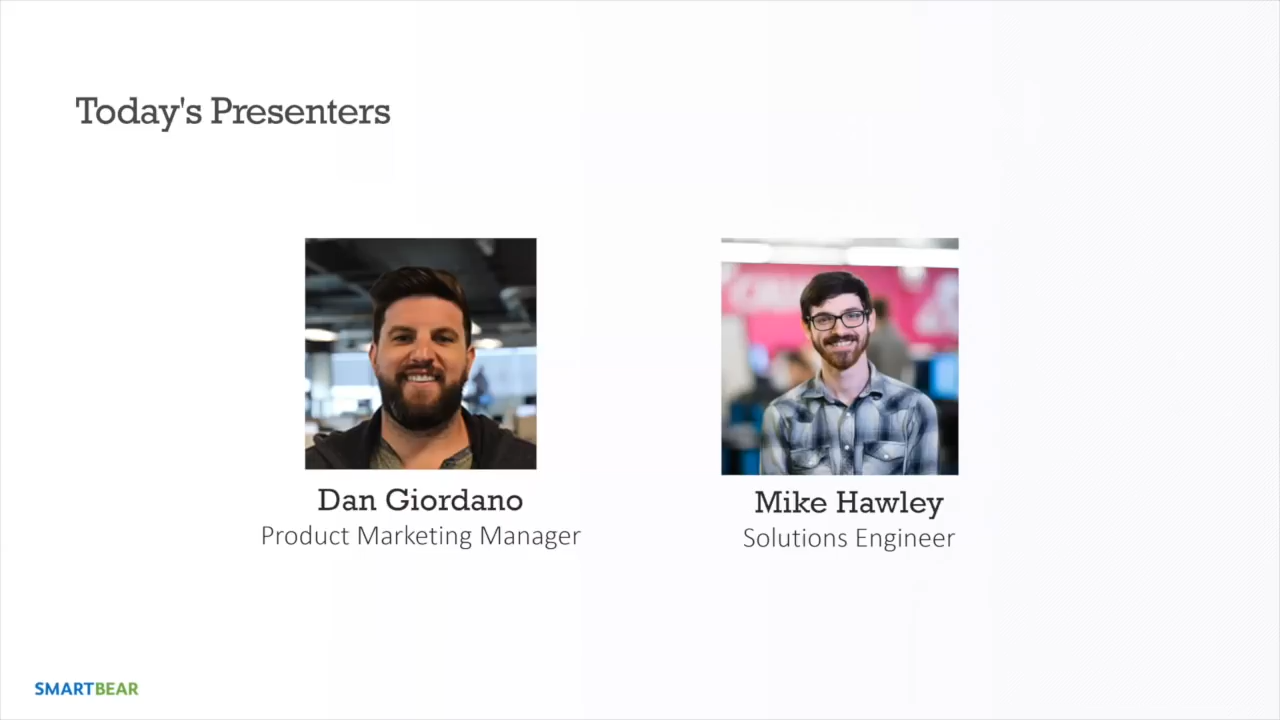 Today's Presenters
Dan Giordano
Product Marketing Manager
Mike Hawley
Solutions Engineer
SMARTBEAR